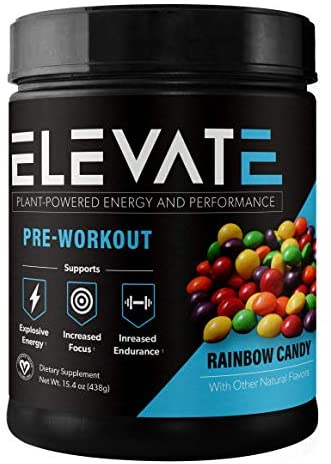 ELEVATE
PLANT-POWERED ENERGY AND PERFORMANCE
PRE-WORKOUT
Supports
Explosive Energy †
Increased Focus †
Inreased Endurance †
RAINBOW CANDY
With Other Natural Flavors
Dietary Supplement
Net Wt. 15.4 oz (438g)